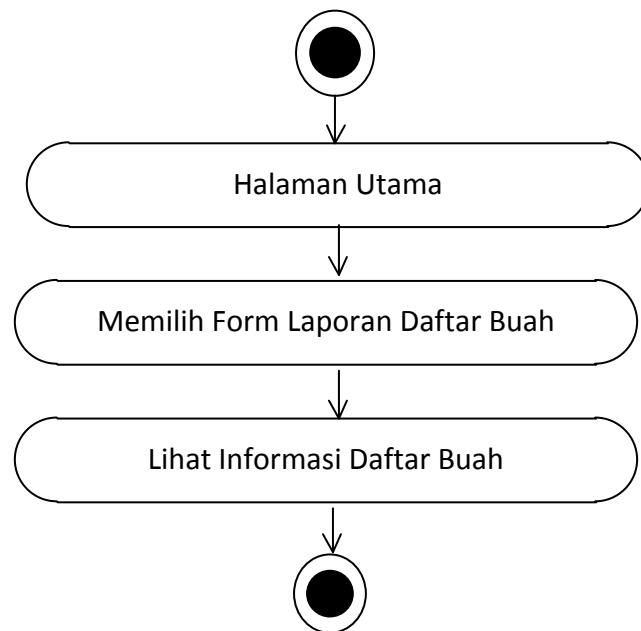 Halaman Utama
Memilih Form Laporan Daftar Buah
Lihat Informasi Daftar Buah